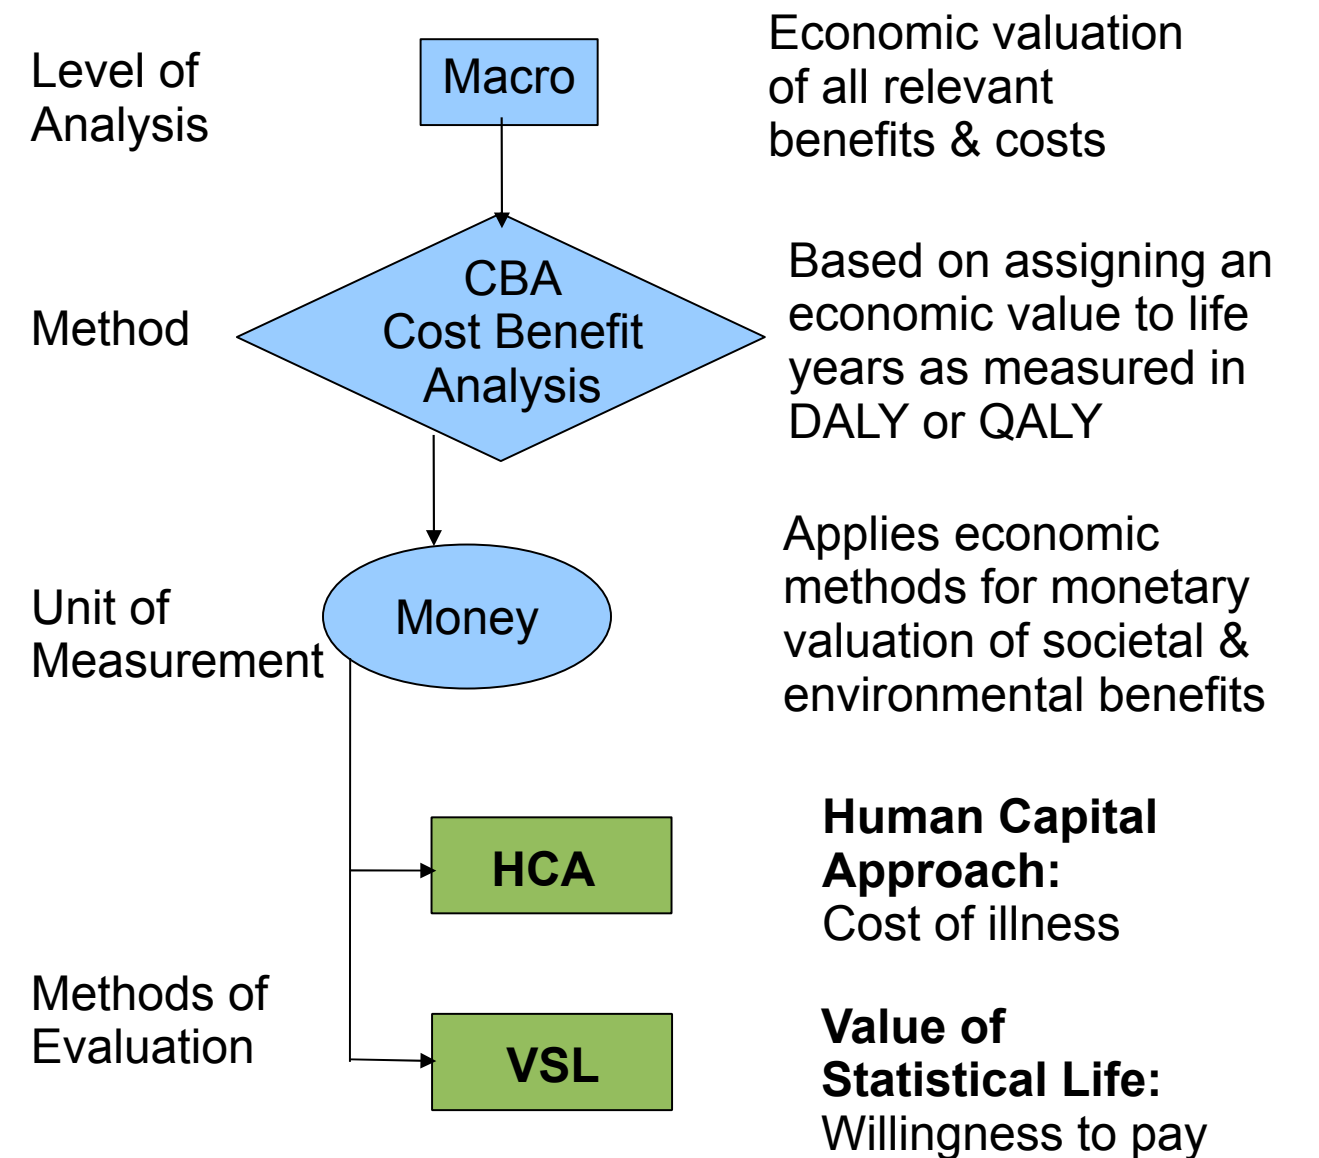 Level of
Analysis
Macro
Economic valuation
of all relevant
benefits & costs
Method
CBA
Cost Benefit
Analysis
Based on assigning an
economic value to life
years as measured in
DALY or QALY
Unit of
Measurement
Money
Applies economic
methods for monetary
valuation of societal &
environmental benefits
HCA
Human Capital
Approach:
Cost of illness
Methods of
Evaluation
VSL
Value of
Statistical Life:
Willingness to pay